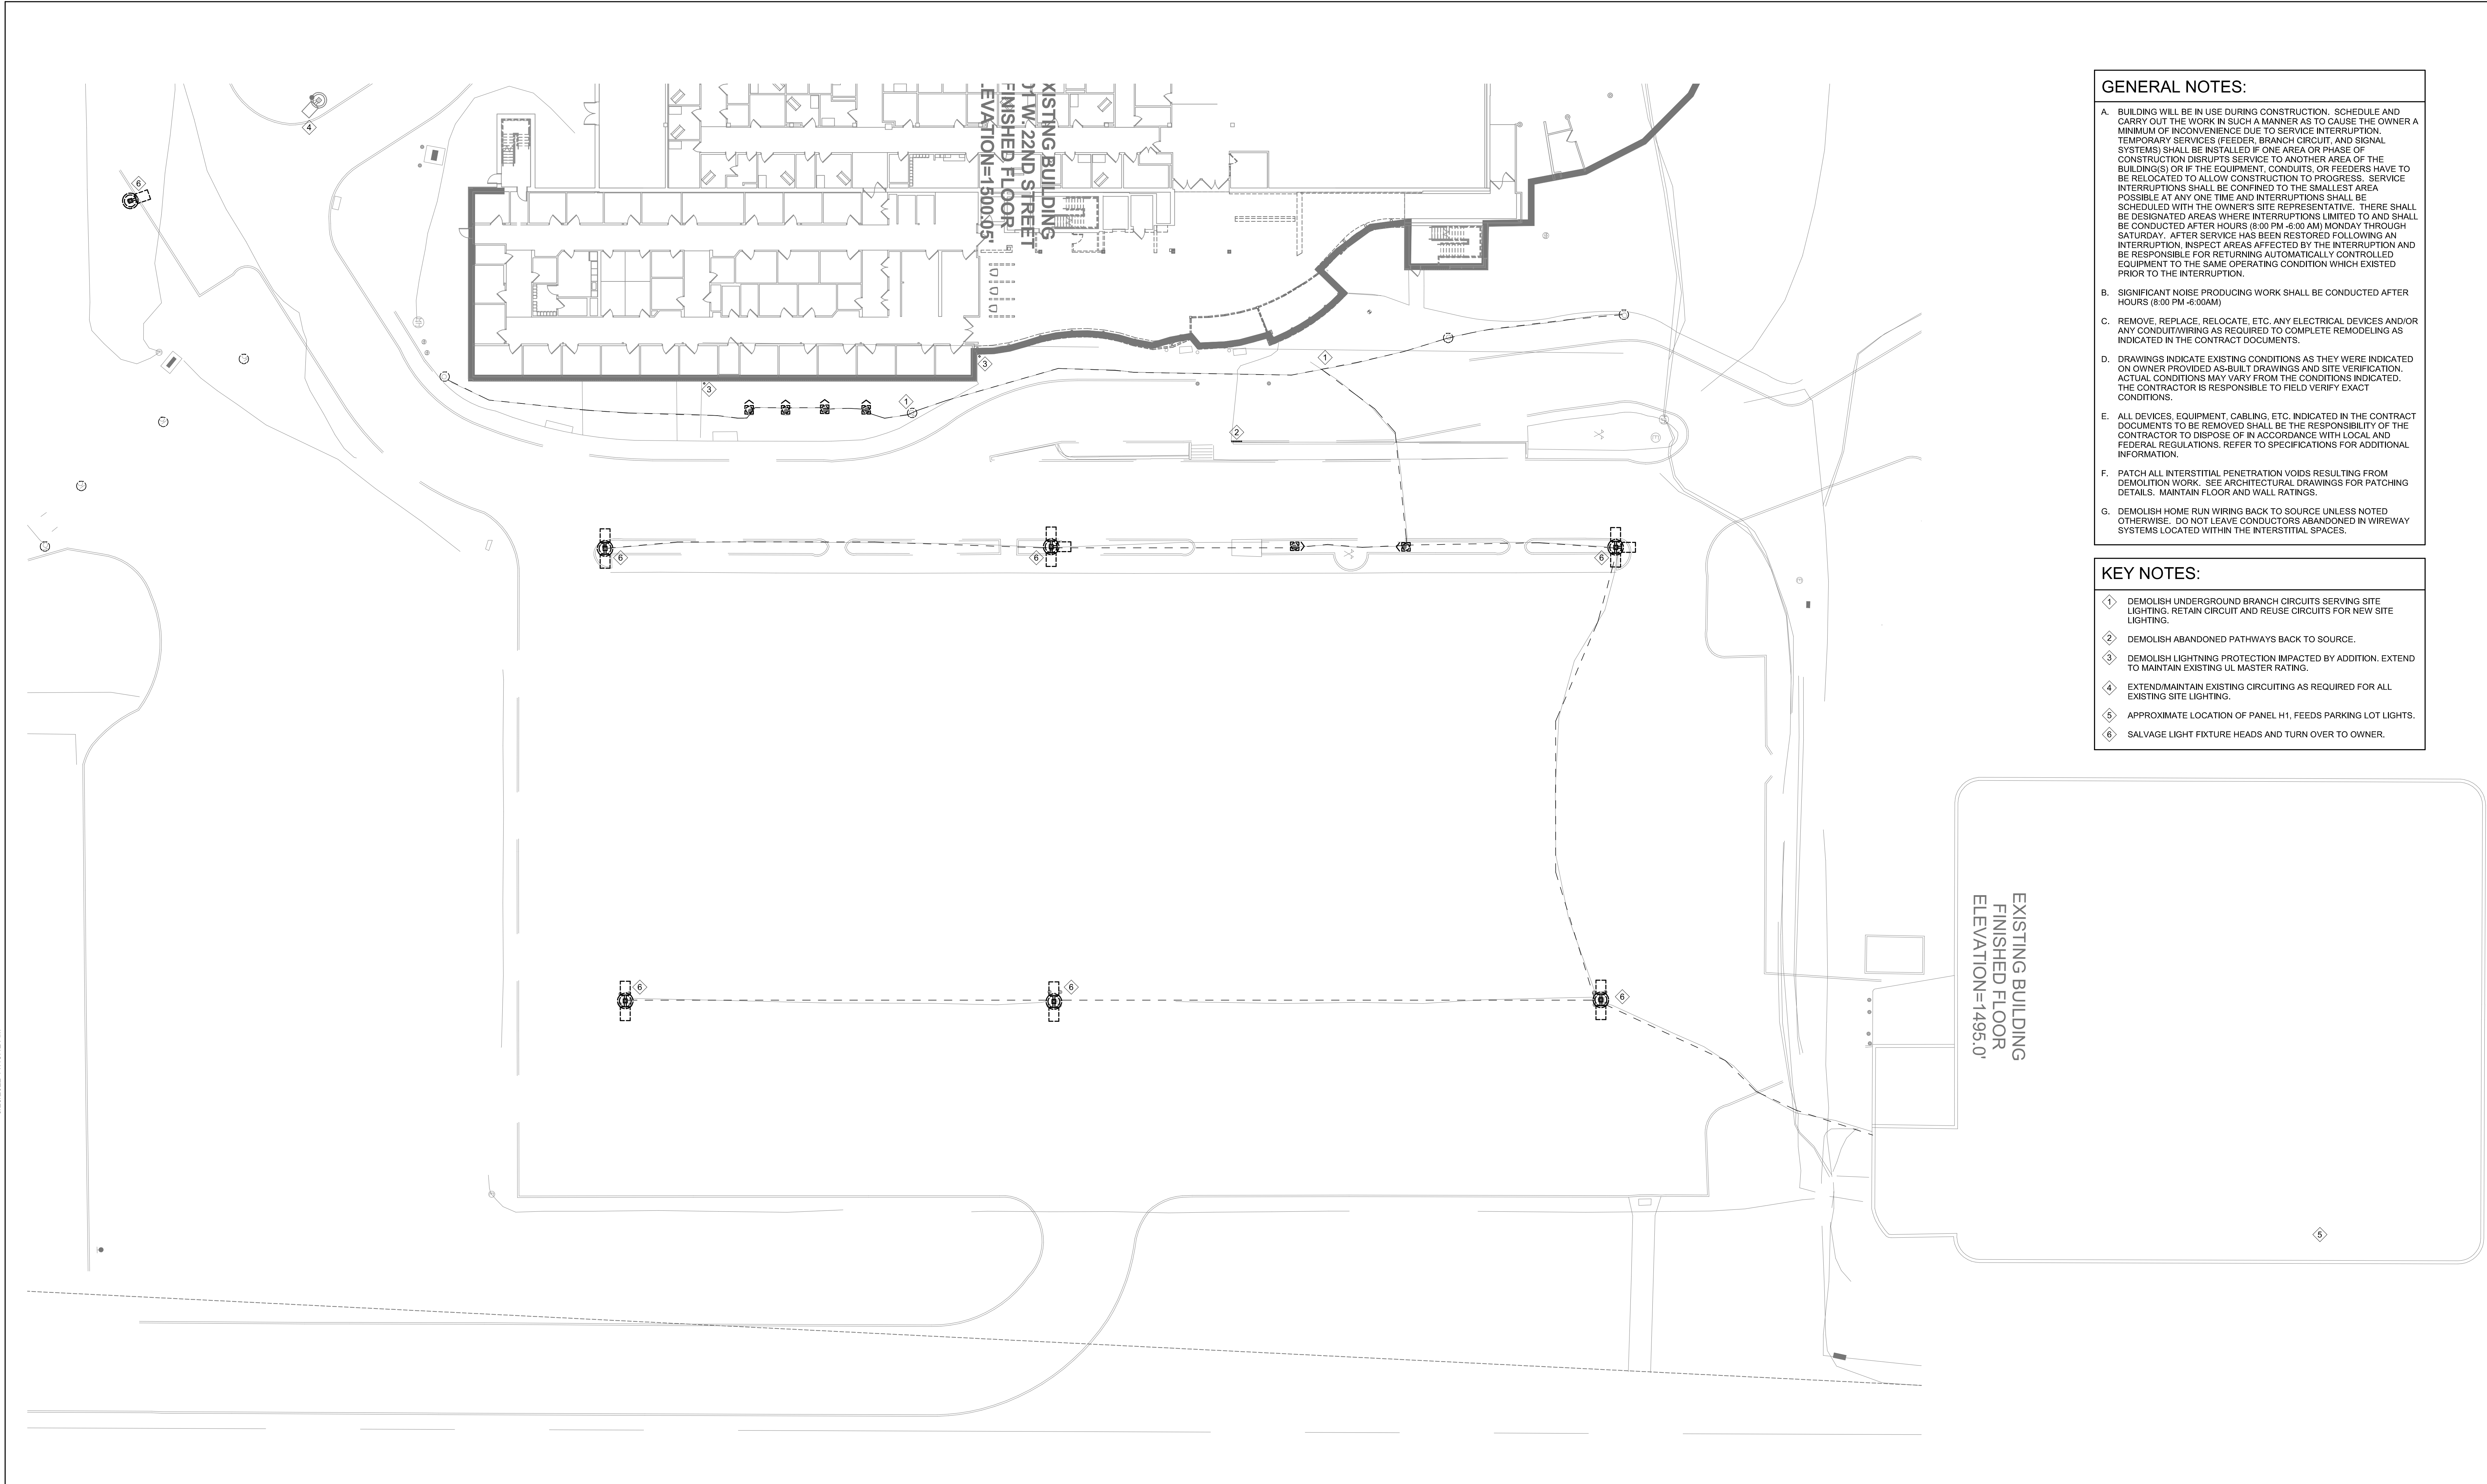 GENERAL NOTES:
A. BUILDING WILL BE IN USE DURING CONSTRUCTION. SCHEDULE AND
CARRY OUT THE WORK IN SUCH A MANNER AS TO CAUSE THE OWNER A
MINIMUM OF INCONVENIENCE DUE TO SERVICE INTERRUPTION.
TEMPORARY SERVICES (FEEDER, BRANCH CIRCUIT, AND SIGNAL
SYSTEMS) SHALL BE INSTALLED IF ONE AREA OR PHASE OF
CONSTRUCTION DISRUPTS SERVICE TO ANOTHER AREA OF THE
BUILDING(S) OR IF THE EQUIPMENT, CONDUITS, OR FEEDERS HAVE TO
BE RELOCATED TO ALLOW CONSTRUCTION TO PROGRESS. SERVICE
INTERRUPTIONS SHALL BE CONFINED TO THE SMALLEST AREA
POSSIBLE AT ANY ONE TIME AND INTERRUPTIONS SHALL BE
SCHEDULED WITH THE OWNER'S SITE REPRESENTATIVE. THERE SHALL
BE DESIGNATED AREAS WHERE INTERRUPTIONS LIMITED TO AND SHALL
BE CONDUCTED AFTER HOURS (8:00 PM -6:00 AM) MONDAY THROUGH
SATURDAY. AFTER SERVICE HAS BEEN RESTORED FOLLOWING AN
INTERRUPTION, INSPECT AREAS AFFECTED BY THE INTERRUPTION AND
BE RESPONSIBLE FOR RETURNING AUTOMATICALLY CONTROLLED
EQUIPMENT TO THE SAME OPERATING CONDITION WHICH EXISTED
PRIOR TO THE INTERRUPTION.
B. SIGNIFICANT NOISE PRODUCING WORK SHALL BE CONDUCTED AFTER
HOURS (8:00 PM -6:00AM)
C. REMOVE, REPLACE, RELOCATE, ETC. ANY ELECTRICAL DEVICES AND/OR
ANY CONDUIT/WIRING AS REQUIRED TO COMPLETE REMODELING AS
INDICATED IN THE CONTRACT DOCUMENTS.
D. DRAWINGS INDICATE EXISTING CONDITIONS AS THEY WERE INDICATED
ON OWNER PROVIDED AS-BUILT DRAWINGS AND SITE VERIFICATION.
ACTUAL CONDITIONS MAY VARY FROM THE CONDITIONS INDICATED.
THE CONTRACTOR IS RESPONSIBLE TO FIELD VERIFY EXACT
CONDITIONS.
E. ALL DEVICES, EQUIPMENT, CABLING, ETC. INDICATED IN THE CONTRACT
DOCUMENTS TO BE REMOVED SHALL BE THE RESPONSIBILITY OF THE
CONTRACTOR TO DISPOSE OF IN ACCORDANCE WITH LOCAL AND
FEDERAL REGULATIONS. REFER TO SPECIFICATIONS FOR ADDITIONAL
INFORMATION.
F. PATCH ALL INTERSTITIAL PENETRATION VOIDS RESULTING FROM
DEMOLITION WORK. SEE ARCHITECTURAL DRAWINGS FOR PATCHING
DETAILS. MAINTAIN FLOOR AND WALL RATINGS.
G. DEMOLISH HOME RUN WIRING BACK TO SOURCE UNLESS NOTED
OTHERWISE. DO NOT LEAVE CONDUCTORS ABANDONED IN WIREWAY
SYSTEMS LOCATED WITHIN THE INTERSTITIAL SPACES.
KEY NOTES:
1 DEMOLISH UNDERGROUND BRANCH CIRCUITS SERVING SITE
LIGHTING. RETAIN CIRCUIT AND REUSE CIRCUITS FOR NEW SITE
LIGHTING.
2 DEMOLISH ABANDONED PATHWAYS BACK TO SOURCE.
3 DEMOLISH LIGHTNING PROTECTION IMPACTED BY ADDITION. EXTEND
TO MAINTAIN EXISTING UL MASTER RATING.
4 EXTEND/MAINTAIN EXISTING CIRCUITING AS REQUIRED FOR ALL
EXISTING SITE LIGHTING.
5 APPROXIMATE LOCATION OF PANEL H1, FEEDS PARKING LOT LIGHTS.
6 SALVAGE LIGHT FIXTURE HEADS AND TURN OVER TO OWNER.
XISTING BUILDING
W. 22ND STREET
FINISHED FLOOR
EVATION=1500.05'
4
6
3
3
1
1
2
6
6
6
6
6
6
EXISTING BUILDING
FINISHED FLOOR
ELEVATION=1495.0'
5